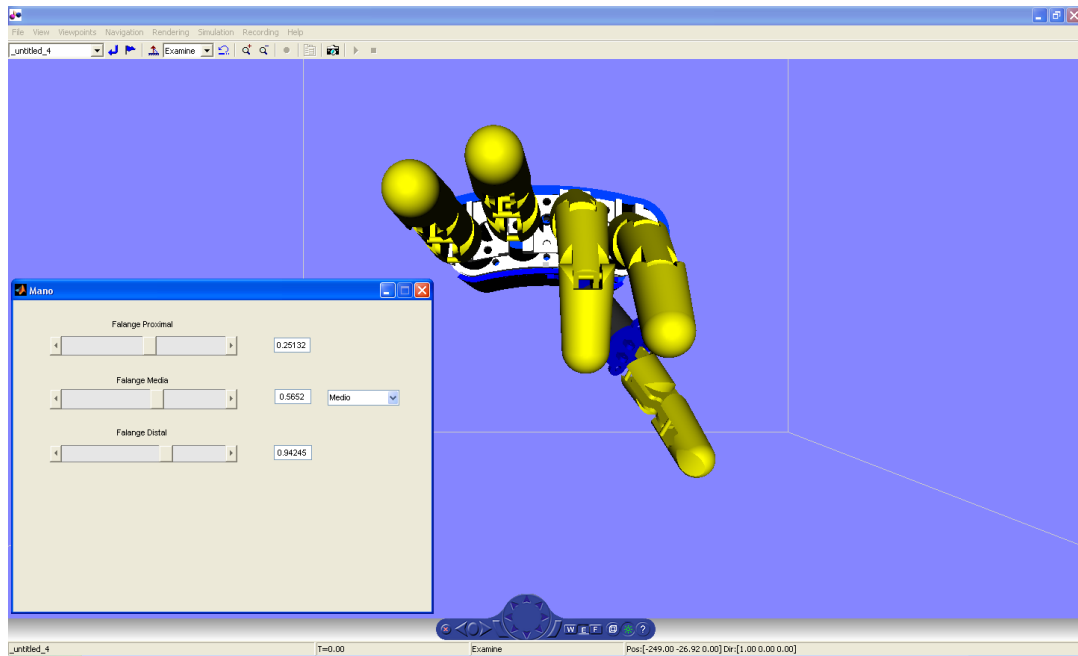 File View Viewpoints Navigation Rendering Simulation Recording Help
_untitled_4 Examine
Mano
Falange Proximal
0.25132
Falange Media
0.5652 Medio
Falange Distal
0.94245
W E F ?
_untitled_4 T=0.00 Examine Pos:[-249.00 -26.92 0.00] Dir:[1.00 0.00 0.00]